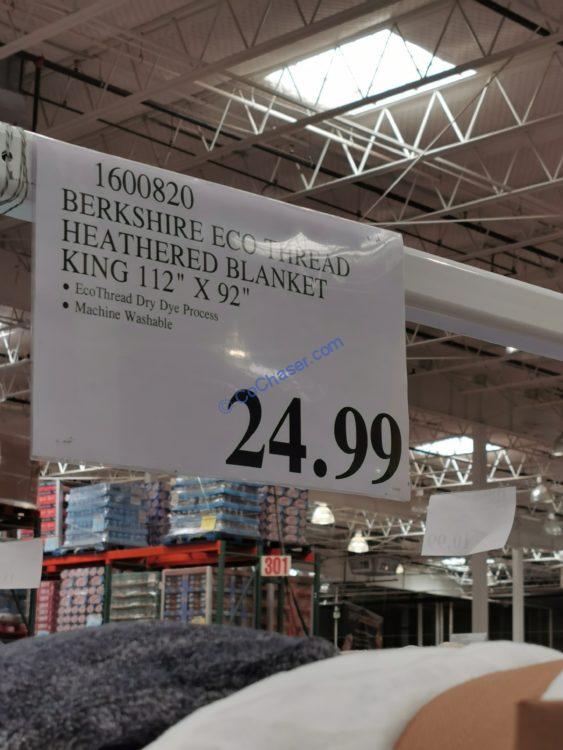 1600820
BERKSHIRE ECO THREAD
HEATHERED BLANKET
KING 112" X 92"
• EcoThread Dry Dye Process
• Machine Washable
© CoChaser.com
24.99
301